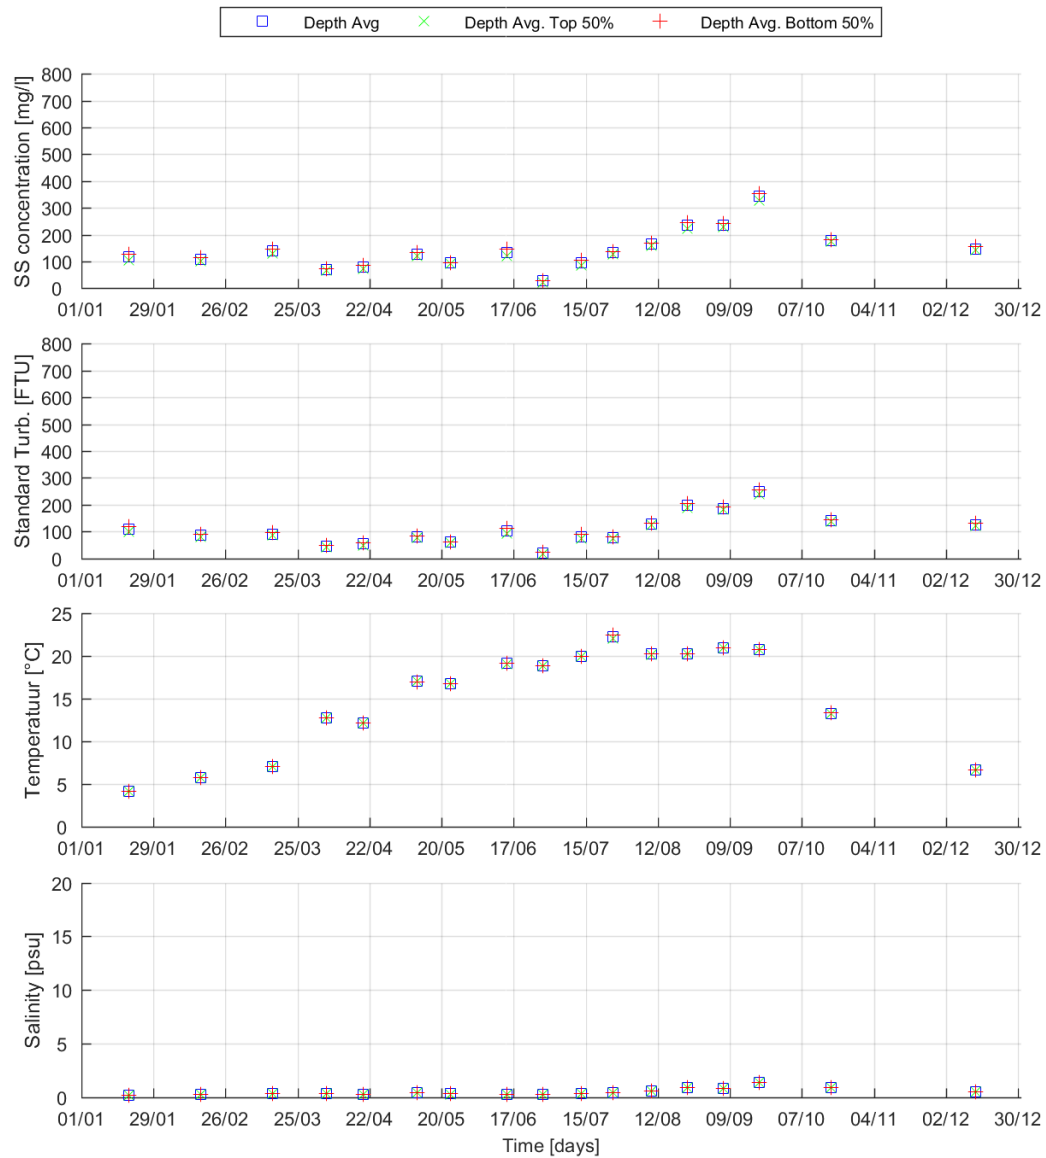 Depth Avg Depth Avg. Top 50% Depth Avg. Bottom 50%
SS concentration [mg/l]
800
700
600
500
400
300
200
100
0
01/01 29/01 26/02 25/03 22/04 20/05 17/06 15/07 12/08 09/09 07/10 04/11 02/12 30/12
Standard Turb. [FTU]
800
700
600
500
400
300
200
100
0
01/01 29/01 26/02 25/03 22/04 20/05 17/06 15/07 12/08 09/09 07/10 04/11 02/12 30/12
Temperatuur [°C]
25
20
15
10
5
0
01/01 29/01 26/02 25/03 22/04 20/05 17/06 15/07 12/08 09/09 07/10 04/11 02/12 30/12
Salinity [psu]
20
15
10
5
0
01/01 29/01 26/02 25/03 22/04 20/05 17/06 15/07 12/08 09/09 07/10 04/11 02/12 30/12
Time [days]